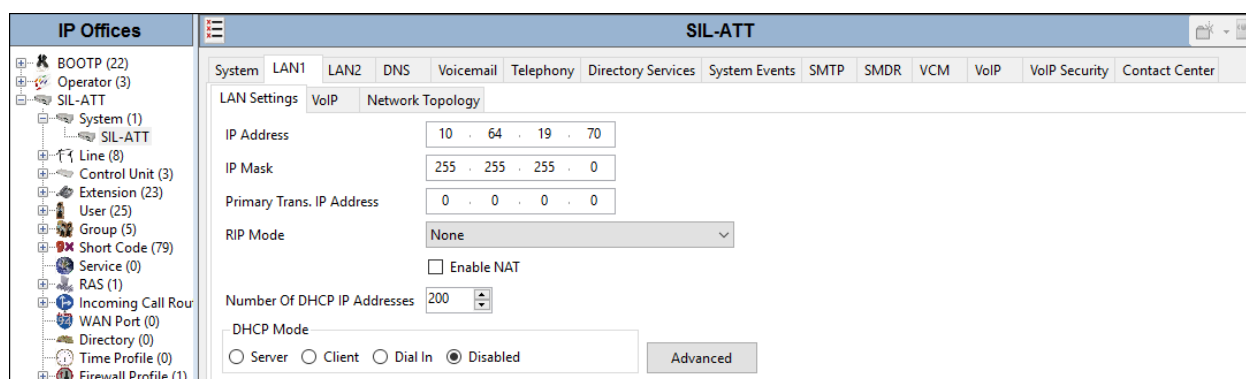 IP Offices
BOOTP (22)
Operator (3)
SIL-ATT
System (1)
SIL-ATT
Line (8)
Control Unit (3)
Extension (23)
User (25)
Group (5)
Short Code (79)
Service (0)
RAS (1)
Incoming Call Rou
WAN Port (0)
Directory (0)
Time Profile (0)
Firewall Profile (1)
SIL-ATT
System LAN1 LAN2 DNS Voicemail Telephony Directory Services System Events SMTP SMDR VCM VoIP VoIP Security Contact Center
LAN Settings VoIP Network Topology
IP Address 10 . 64 . 19 . 70
IP Mask 255 . 255 . 255 . 0
Primary Trans. IP Address 0 . 0 . 0 . 0
RIP Mode None
Enable NAT
Number Of DHCP IP Addresses 200
DHCP Mode
Server Client Dial In Disabled Advanced